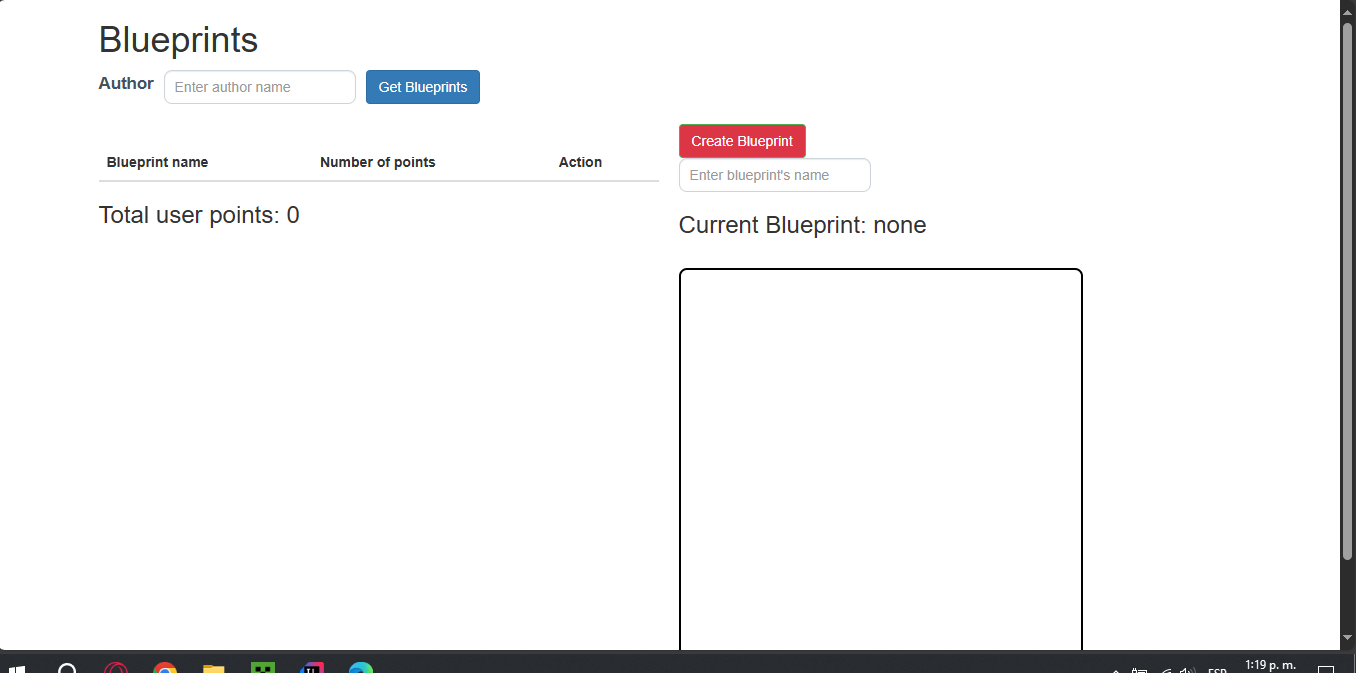 Blueprints
Author Enter author name Get Blueprints
Create Blueprint
Blueprint name Number of points Action
Enter blueprint's name
Total user points: 0
Current Blueprint: none
1:19 p. m.
ESP